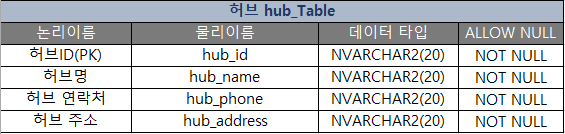 허브 hub_Table
논리이름 물리이름 데이터 타입 ALLOW NULL
허브ID(PK) hub_id NVARCHAR2(20) NOT NULL
허브명 hub_name NVARCHAR2(20) NOT NULL
허브 연락처 hub_phone NVARCHAR2(20) NOT NULL
허브 주소 hub_address NVARCHAR2(20) NOT NULL